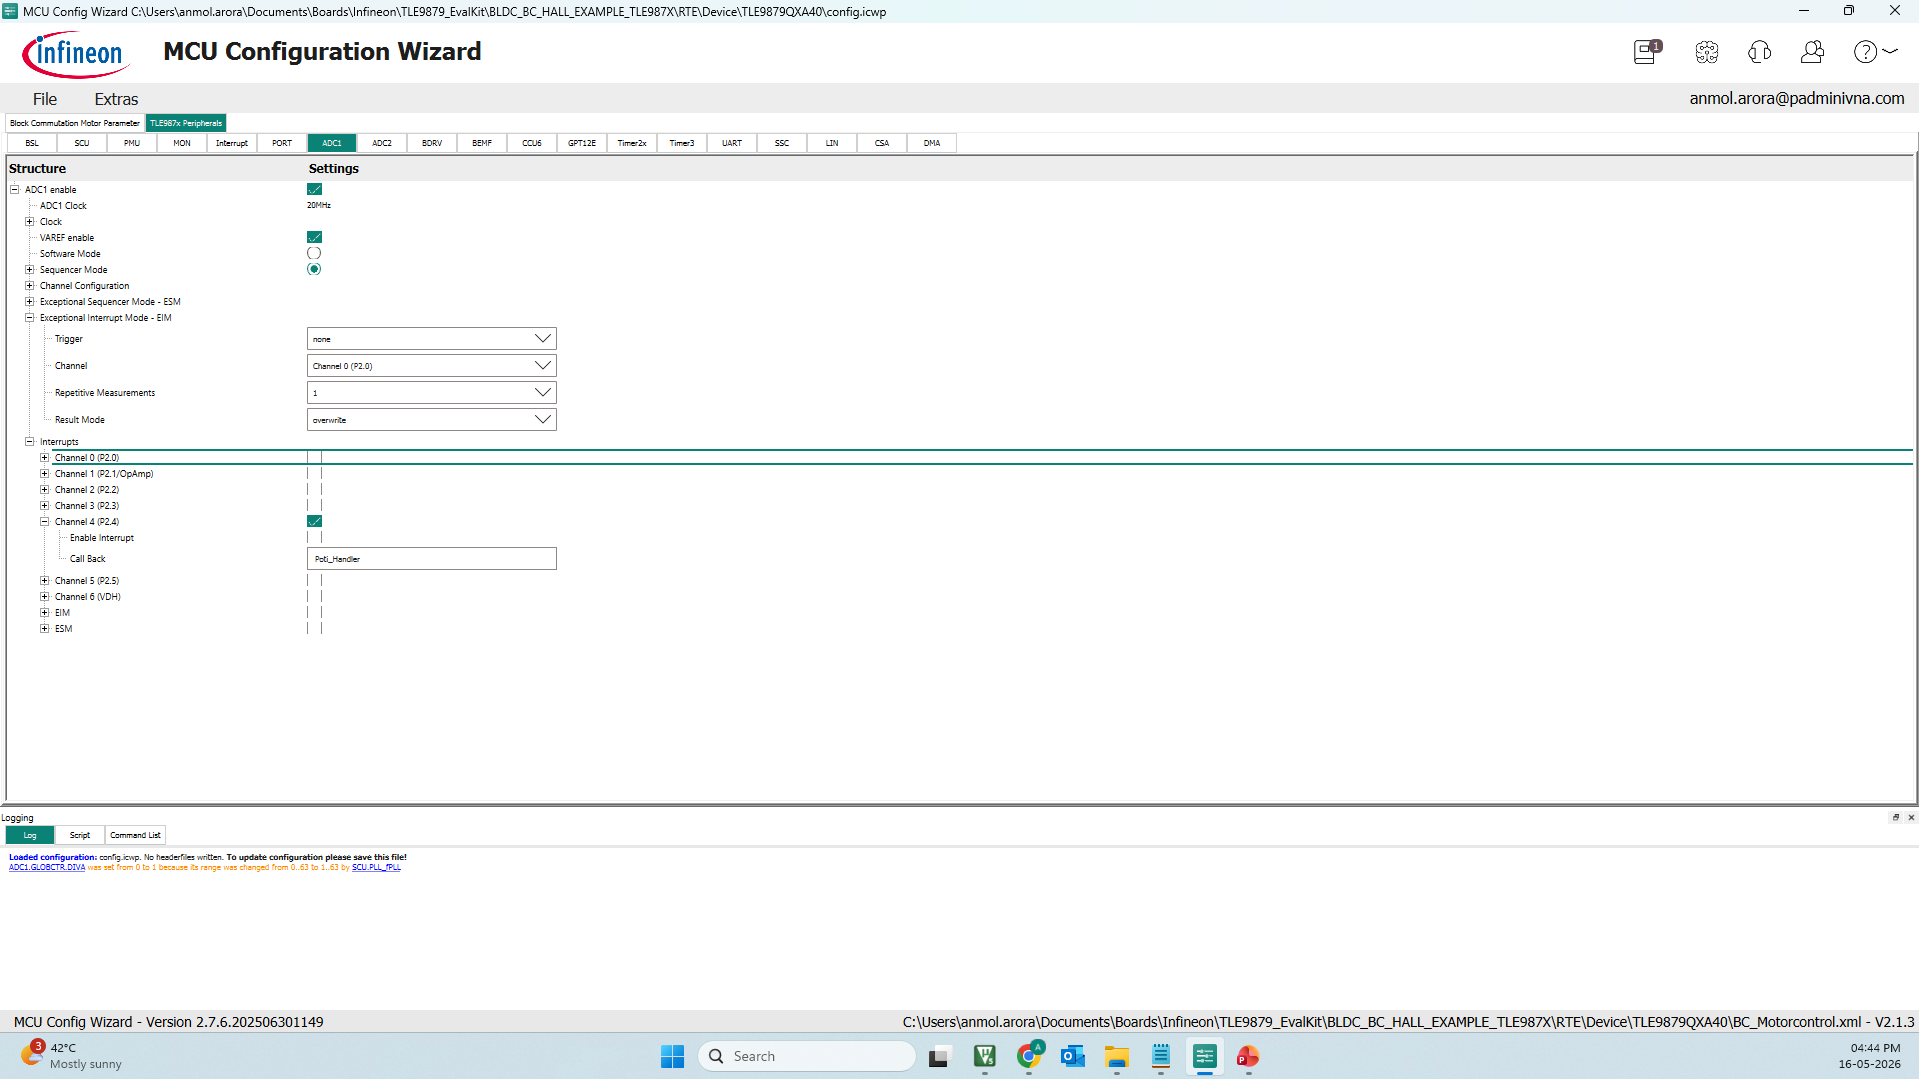 MCU Config Wizard C:\Users\anmol.arora\Documents\Boards\Infineon\TLE9879_EvalKit\BLDC_BC_HALL_EXAMPLE_TLE987X\RTE\Device\TLE9879QXA40\config.icwp
infineon
MCU Configuration Wizard
1
File Extras anmol.arora@padminivna.com
Block Commutation Motor Parameter TLE987x Peripherals
BSL SCU PMU MON Interrupt PORT ADC1 ADC2 BDRV BEMF CCU6 GPT12E Timer2x Timer3 UART SSC LIN CSA DMA
Structure Settings
ADC1 enable
ADC1 Clock 20MHz
Clock
VAREF enable
Software Mode
Sequencer Mode
Channel Configuration
Exceptional Sequencer Mode - ESM
Exceptional Interrupt Mode - EIM
Trigger none
Channel Channel 0 (P2.0)
Repetitive Measurements 1
Result Mode overwrite
Interrupts
Channel 0 (P2.0)
Channel 1 (P2.1/OpAmp)
Channel 2 (P2.2)
Channel 3 (P2.3)
Channel 4 (P2.4)
Enable Interrupt
Call Back Poti_Handler
Channel 5 (P2.5)
Channel 6 (VDH)
EIM
ESM
Logging
Log Script Command List
Loaded configuration: config.icwp. No headerfiles written. To update configuration please save this file!
ADC1.GLOBCTR.DIVA was set from 0 to 1 because its range was changed from 0..63 to 1..63 by SCU.PLL_fPLL
MCU Config Wizard - Version 2.7.6.202506301149 C:\Users\anmol.arora\Documents\Boards\Infineon\TLE9879_EvalKit\BLDC_BC_HALL_EXAMPLE_TLE987X\RTE\Device\TLE9879QXA40\BC_Motorcontrol.xml - V2.1.3
3
42°C
Mostly sunny
Search
A
04:44 PM
16-05-2026